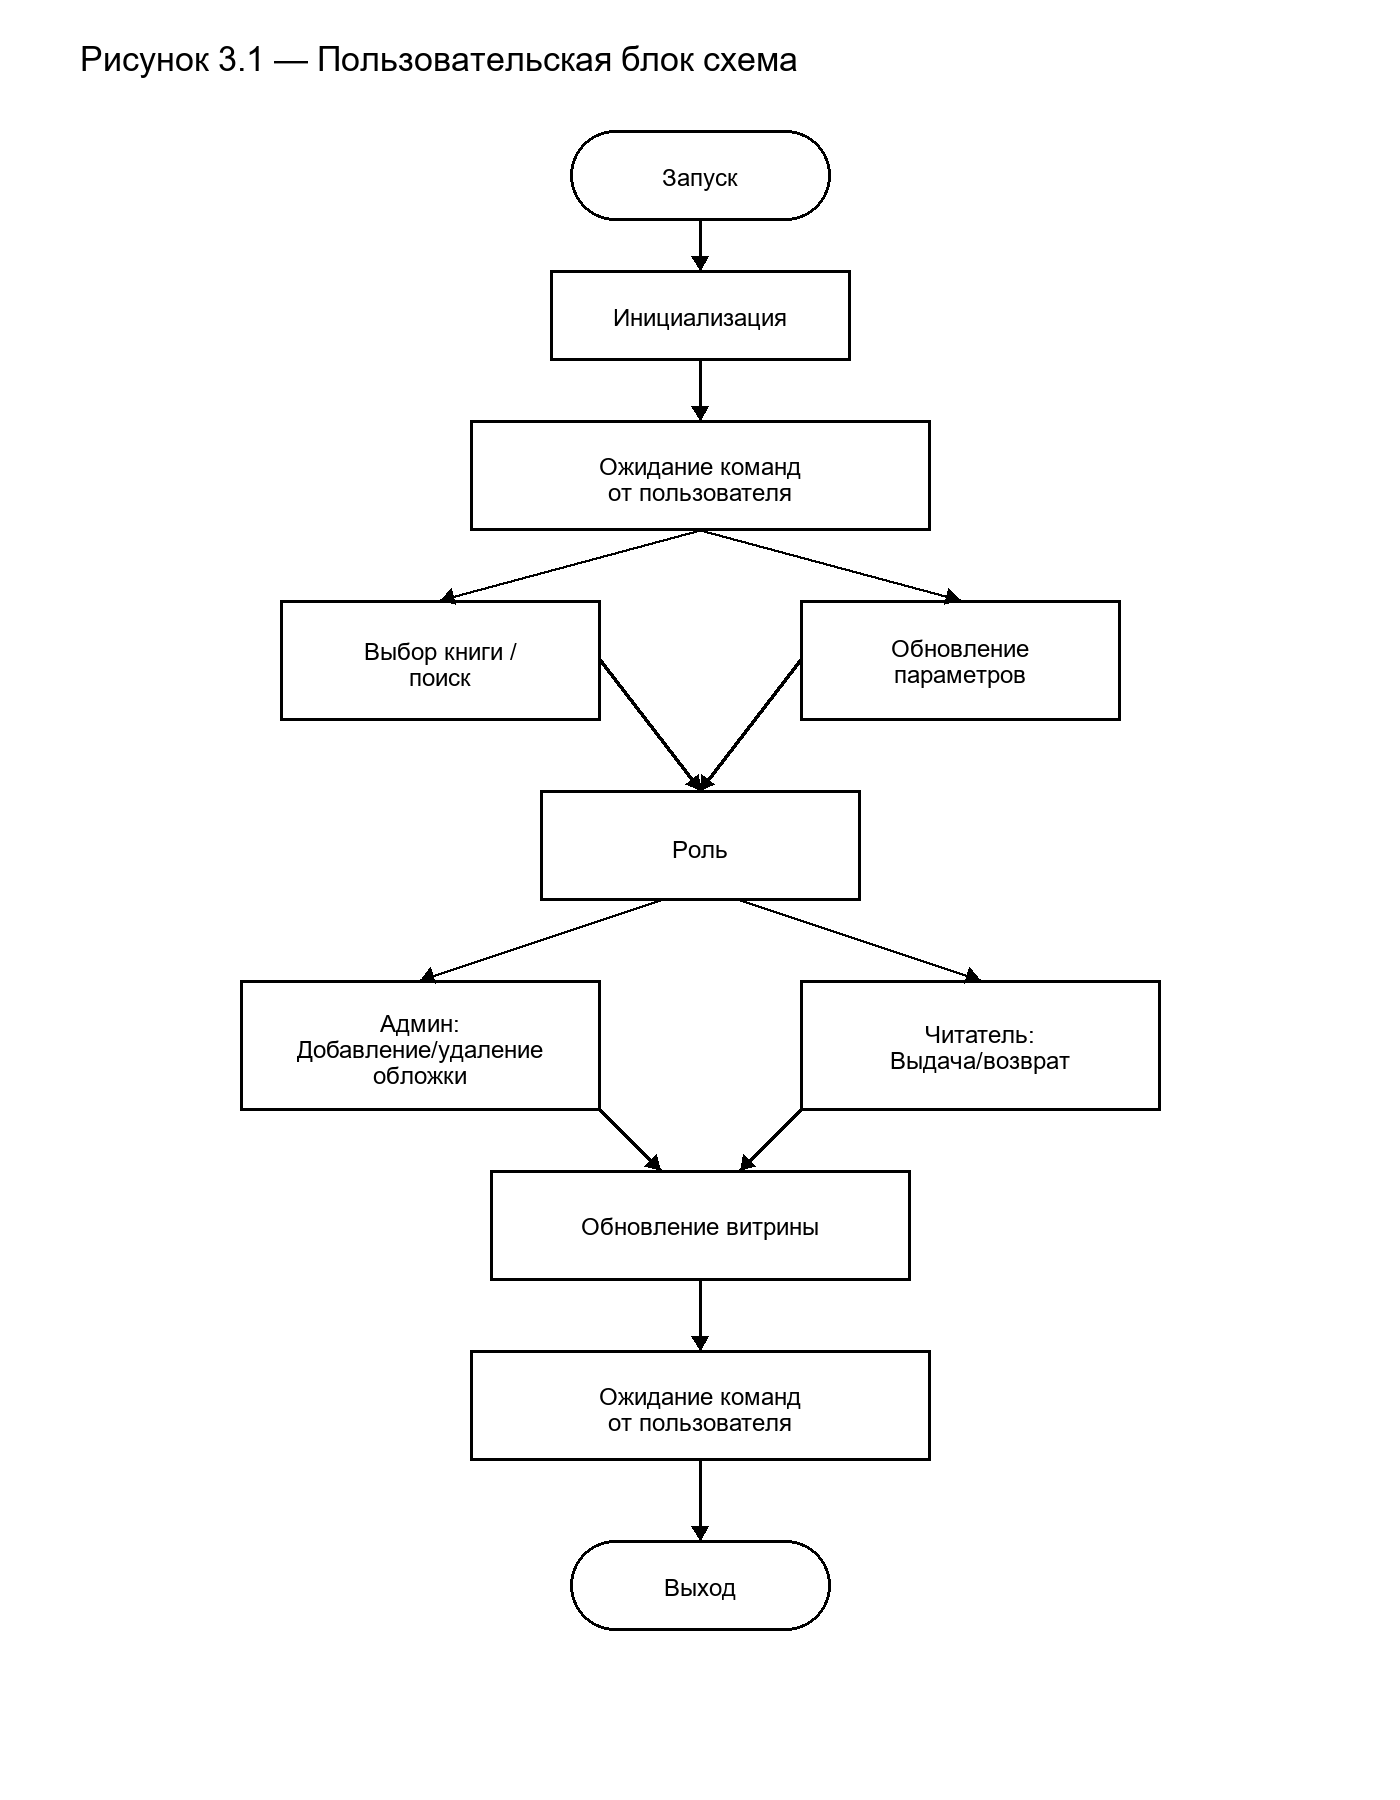 Рисунок 3.1 — Пользовательская блок схема
Запуск
Инициализация
Ожидание команд
от пользователя
Выбор книги /
поиск
Обновление
параметров
Роль
Админ:
Добавление/удаление
обложки
Читатель:
Выдача/возврат
Обновление витрины
Ожидание команд
от пользователя
Выход